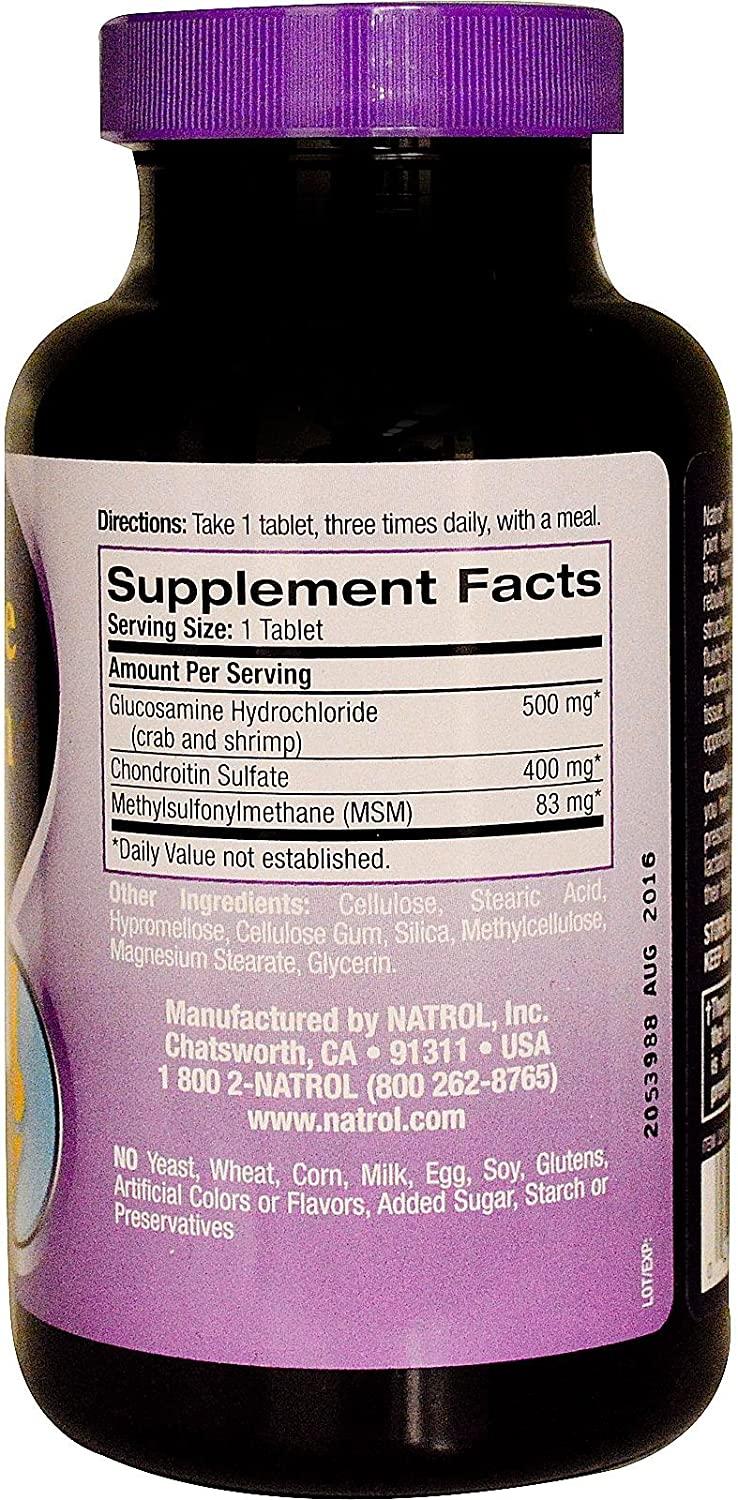 Directions: Take 1 tablet, three times daily, with a meal.
Supplement Facts
Serving Size: 1 Tablet
Amount Per Serving
Glucosamine Hydrochloride 500 mg*
(crab and shrimp)
Chondroitin Sulfate 400 mg*
Methylsulfonylmethane (MSM) 83 mg*
*Daily Value not established.
Other Ingredients: Cellulose, Stearic Acid,
Hypromellose, Cellulose Gum, Silica, Methylcellulose,
Magnesium Stearate, Glycerin.
Manufactured by NATROL, Inc.
Chatsworth, CA • 91311 • USA
1 800 2-NATROL (800 262-8765)
www.natrol.com
NO Yeast, Wheat, Corn, Milk, Egg, Soy, Glutens,
Artificial Colors or Flavors, Added Sugar, Starch or
Preservatives
LOT/EXP:
2053988 AUG 2016